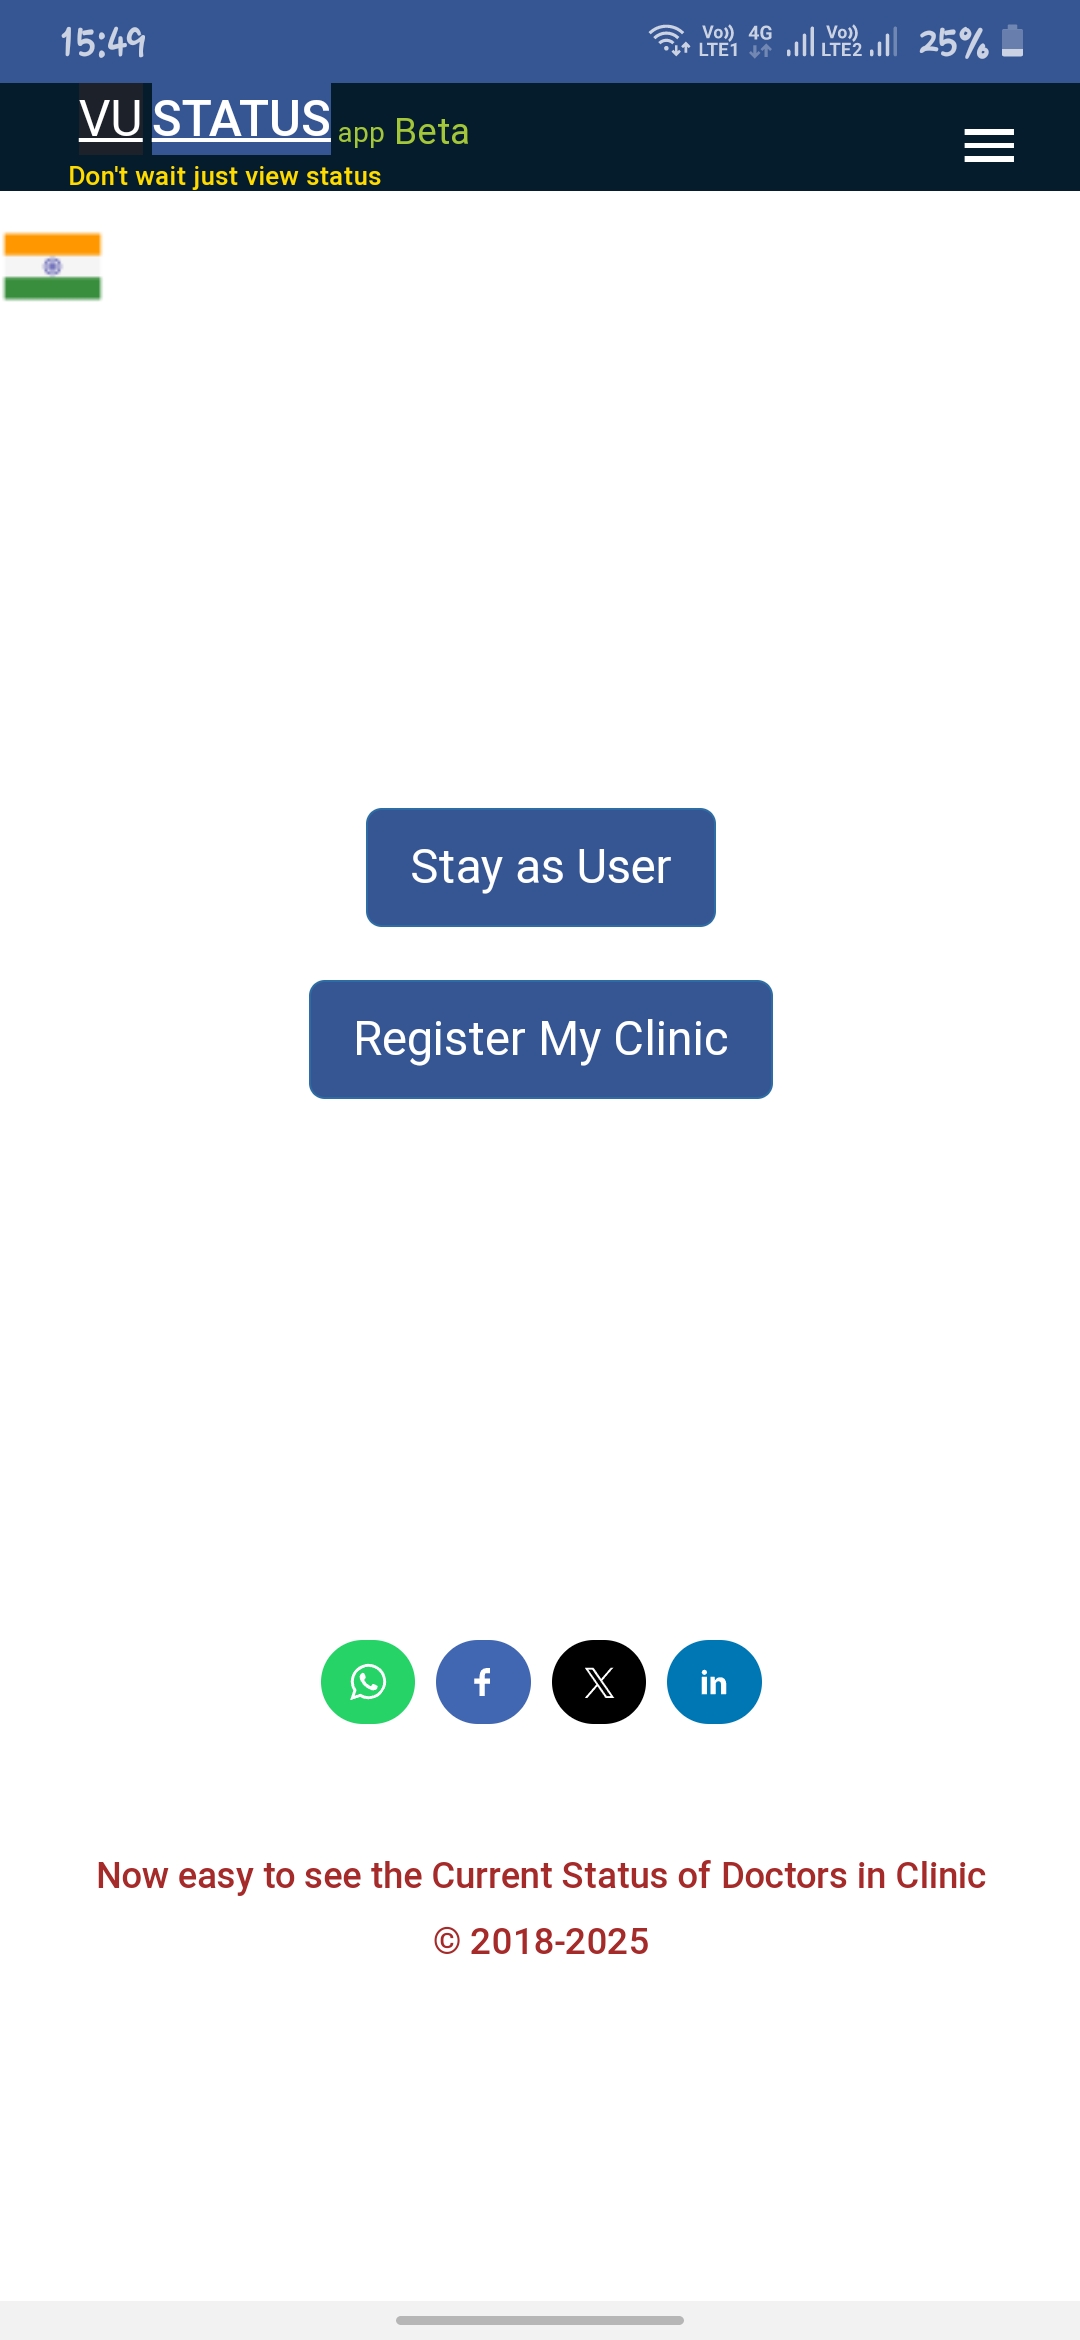 15:49 Vo)) LTE1 4G Vo)) LTE2 25%
VU STATUS app Beta
Don't wait just view status
Stay as User
Register My Clinic
f X in
Now easy to see the Current Status of Doctors in Clinic
© 2018-2025